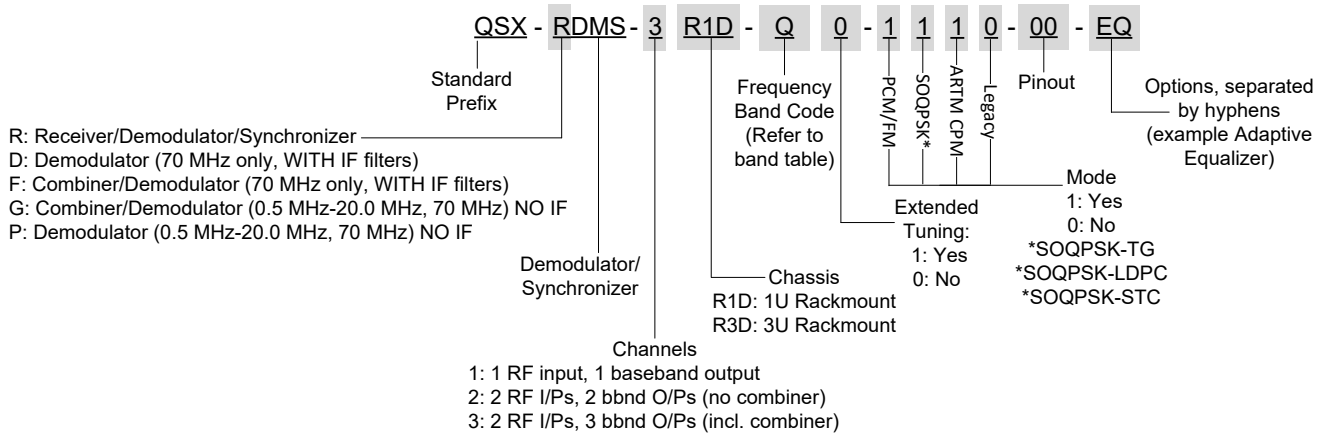 QSX - RDMS - 3 R1D - Q 0 - 1 1 1 0 - 00 - EQ
Standard
Prefix
R: Receiver/Demodulator/Synchronizer
D: Demodulator (70 MHz only, WITH IF filters)
F: Combiner/Demodulator (70 MHz only, WITH IF filters)
G: Combiner/Demodulator (0.5 MHz-20.0 MHz, 70 MHz) NO IF
P: Demodulator (0.5 MHz-20.0 MHz, 70 MHz) NO IF
Demodulator/
Synchronizer
Channels
1: 1 RF input, 1 baseband output
2: 2 RF I/Ps, 2 bbnd O/Ps (no combiner)
3: 2 RF I/Ps, 3 bbnd O/Ps (incl. combiner)
Chassis
R1D: 1U Rackmount
R3D: 3U Rackmount
Frequency
Band Code
(Refer to
band table)
Extended
Tuning:
1: Yes
0: No
PCM/FM
SOQPSK*
ARTM CPM
Legacy
Mode
1: Yes
0: No
*SOQPSK-TG
*SOQPSK-LDPC
*SOQPSK-STC
Pinout
Options, separated
by hyphens
(example Adaptive
Equalizer)